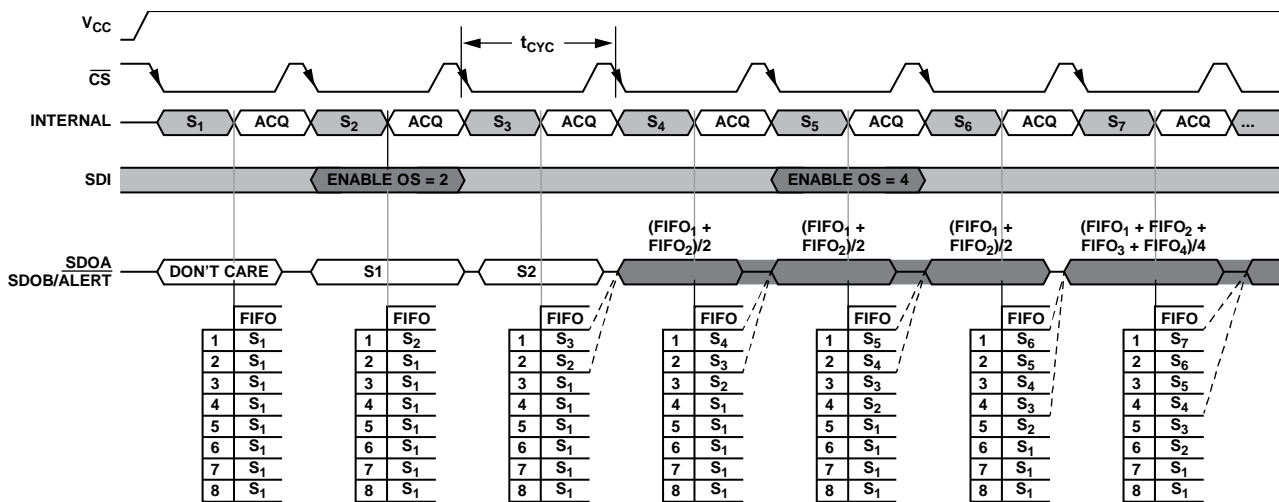 VCC
tCYC
CS
INTERNAL S1 ACQ S2 ACQ S3 ACQ S4 ACQ S5 ACQ S6 ACQ S7 ACQ ...
SDI ENABLE OS = 2 ENABLE OS = 4
(FIFO1 + (FIFO1 + (FIFO1 + (FIFO1 + FIFO2 +
FIFO2)/2 FIFO2)/2 FIFO2)/2 FIFO3 + FIFO4)/4
SDOA
SDOB/ALERT DON'T CARE S1 S2
FIFO FIFO FIFO FIFO FIFO FIFO FIFO
1 S1 1 S2 1 S3 1 S4 1 S5 1 S6 1 S7
2 S1 2 S1 2 S2 2 S3 2 S4 2 S5 2 S6
3 S1 3 S1 3 S1 3 S2 3 S3 3 S4 3 S5
4 S1 4 S1 4 S1 4 S1 4 S2 4 S3 4 S4
5 S1 5 S1 5 S1 5 S1 5 S1 5 S2 5 S3
6 S1 6 S1 6 S1 6 S1 6 S1 6 S1 6 S2
7 S1 7 S1 7 S1 7 S1 7 S1 7 S1 7 S1
8 S1 8 S1 8 S1 8 S1 8 S1 8 S1 8 S1